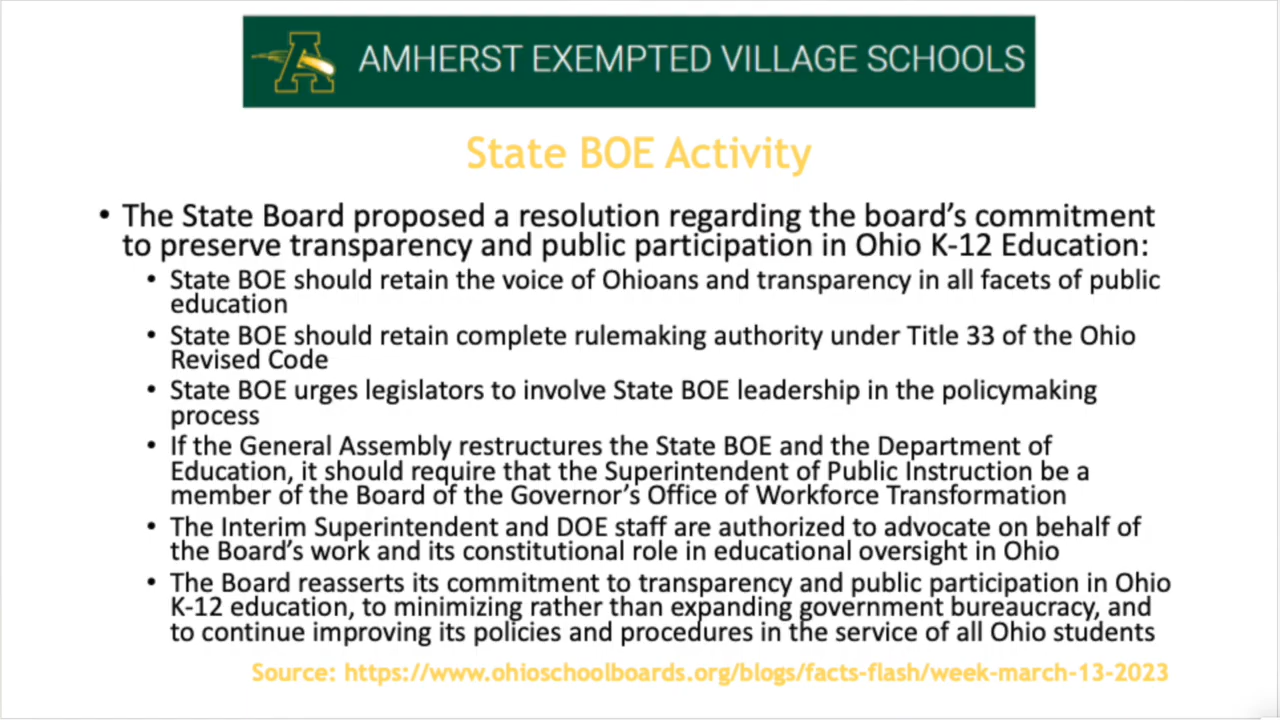 A AMHERST EXEMPTED VILLAGE SCHOOLS
State BOE Activity
• The State Board proposed a resolution regarding the board's commitment
to preserve transparency and public participation in Ohio K-12 Education:
• State BOE should retain the voice of Ohioans and transparency in all facets of public
education
• State BOE should retain complete rulemaking authority under Title 33 of the Ohio
Revised Code
• State BOE urges legislators to involve State BOE leadership in the policymaking
process
• If the General Assembly restructures the State BOE and the Department of
Education, it should require that the Superintendent of Public Instruction be a
member of the Board of the Governor's Office of Workforce Transformation
• The Interim Superintendent and DOE staff are authorized to advocate on behalf of
the Board's work and its constitutional role in educational oversight in Ohio
• The Board reasserts its commitment to transparency and public participation in Ohio
K-12 education, to minimizing rather than expanding government bureaucracy, and
to continue improving its policies and procedures in the service of all Ohio students
Source: https://www.ohioschoolboards.org/blogs/facts-flash/week-march-13-2023